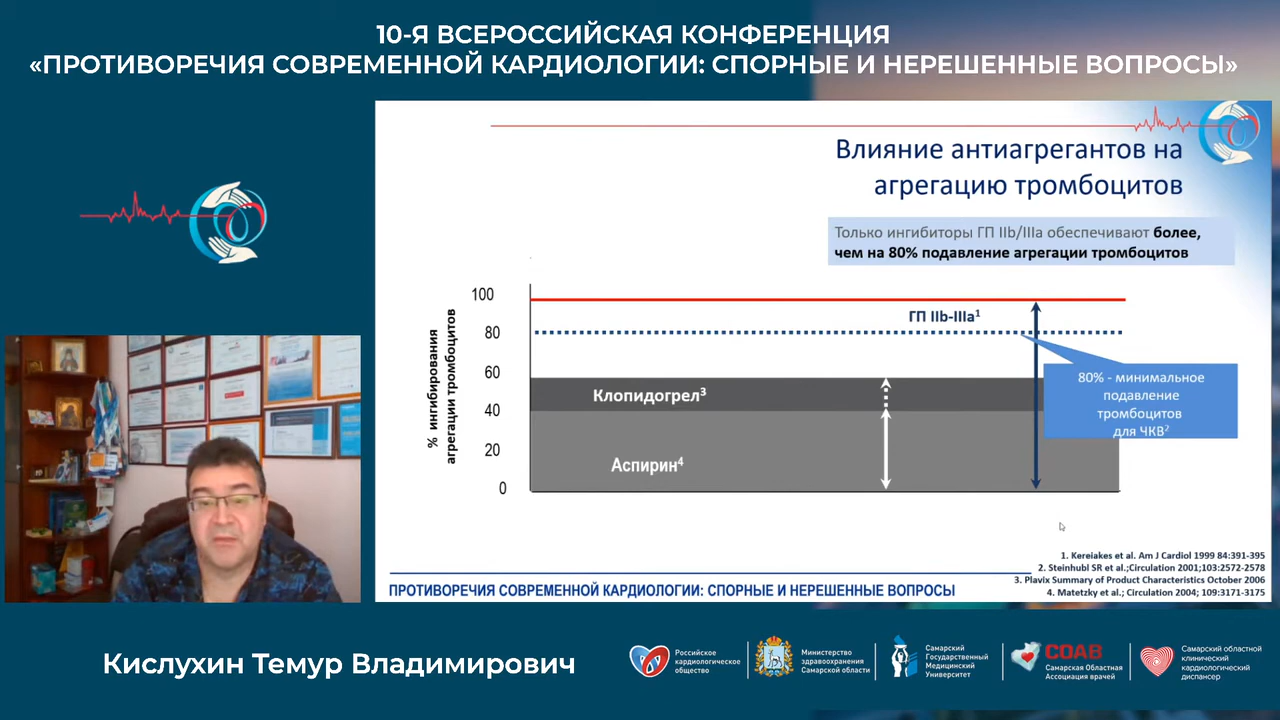 10-Я ВСЕРОССИЙСКАЯ КОНФЕРЕНЦИЯ
«ПРОТИВОРЕЧИЯ СОВРЕМЕННОЙ КАРДИОЛОГИИ: СПОРНЫЕ И НЕРЕШЕННЫЕ ВОПРОСЫ»
Влияние антиагрегантов на
агрегацию тромбоцитов
Только ингибиторы ГП IIb/IIIa обеспечивают более,
чем на 80% подавление агрегации тромбоцитов
% ингибирования
агрегации тромбоцитов
100
80
60
40
20
0
ГП IIb-IIIa¹
Клопидогрел³
Аспирин⁴
80% - минимальное
подавление
тромбоцитов
для ЧКВ²
1. Kereiakes et al. Am J Cardiol 1999 84:391-395
2. Steinhubl SR et al.;Circulation 2001;103:2572-2578
3. Plavix Summary of Product Characteristics October 2006
4. Matetzky et al.; Circulation 2004; 109:3171-3175
ПРОТИВОРЕЧИЯ СОВРЕМЕННОЙ КАРДИОЛОГИИ: СПОРНЫЕ И НЕРЕШЕННЫЕ ВОПРОСЫ
Кислухин Темур Владимирович
Российское
кардиологическое
общество
Министерство
здравоохранения
Самарской области
Самарский
Государственный
Медицинский
Университет
СОАВ
Самарская Областная
Ассоциация врачей
Самарский областной
клинический
кардиологический
диспансер